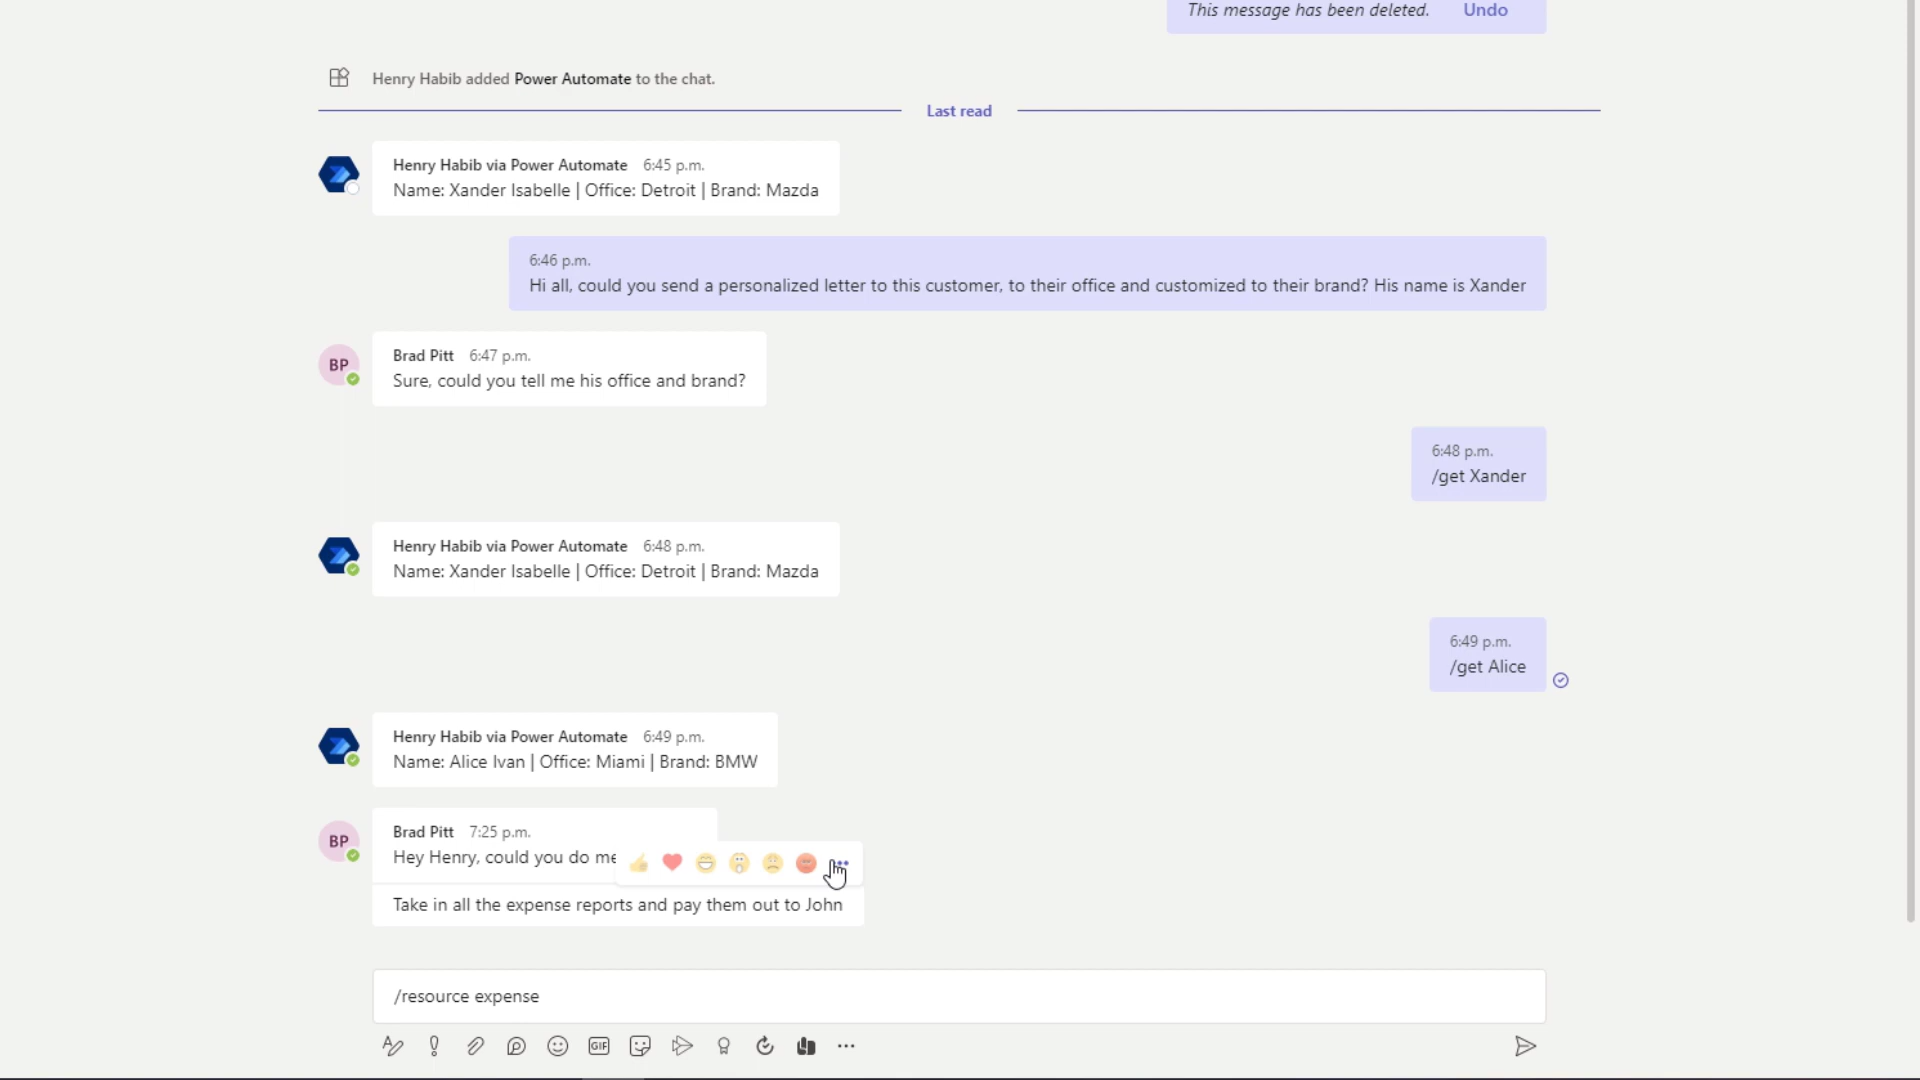 This message has been deleted. Undo
Henry Habib added Power Automate to the chat.
Last read
Henry Habib via Power Automate 6:45 p.m.
Name: Xander Isabelle | Office: Detroit | Brand: Mazda
6:46 p.m.
Hi all, could you send a personalized letter to this customer, to their office and customized to their brand? His name is Xander
BP
Brad Pitt 6:47 p.m.
Sure, could you tell me his office and brand?
6:48 p.m.
/get Xander
Henry Habib via Power Automate 6:48 p.m.
Name: Xander Isabelle | Office: Detroit | Brand: Mazda
6:49 p.m.
/get Alice
Henry Habib via Power Automate 6:49 p.m.
Name: Alice Ivan | Office: Miami | Brand: BMW
BP
Brad Pitt 7:25 p.m.
Hey Henry, could you do me
Take in all the expense reports and pay them out to John
/resource expense
GIF